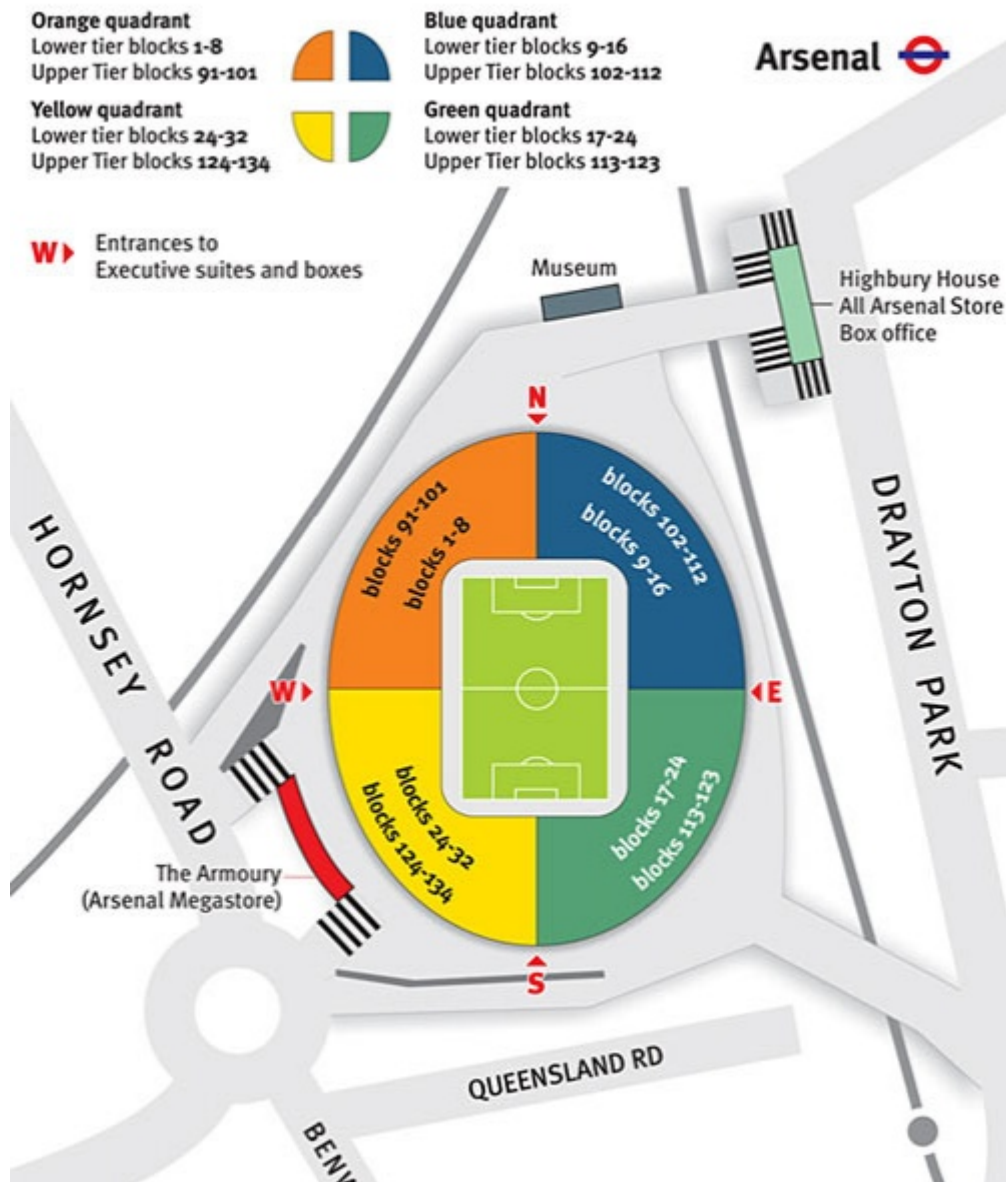 Orange quadrant
Lower tier blocks 1-8
Upper Tier blocks 91-101
Blue quadrant
Lower tier blocks 9-16
Upper Tier blocks 102-112
Arsenal
Yellow quadrant
Lower tier blocks 24-32
Upper Tier blocks 124-134
Green quadrant
Lower tier blocks 17-24
Upper Tier blocks 113-123
W
Entrances to
Executive suites and boxes
Museum
Highbury House
All Arsenal Store
Box office
N
blocks 91-101
blocks 1-8
blocks 102-112
blocks 9-16
HORNSEY ROAD
DRAYTON PARK
W
E
blocks 24-32
blocks 124-134
blocks 17-24
blocks 113-123
The Armoury
(Arsenal Megastore)
S
QUEENSLAND RD